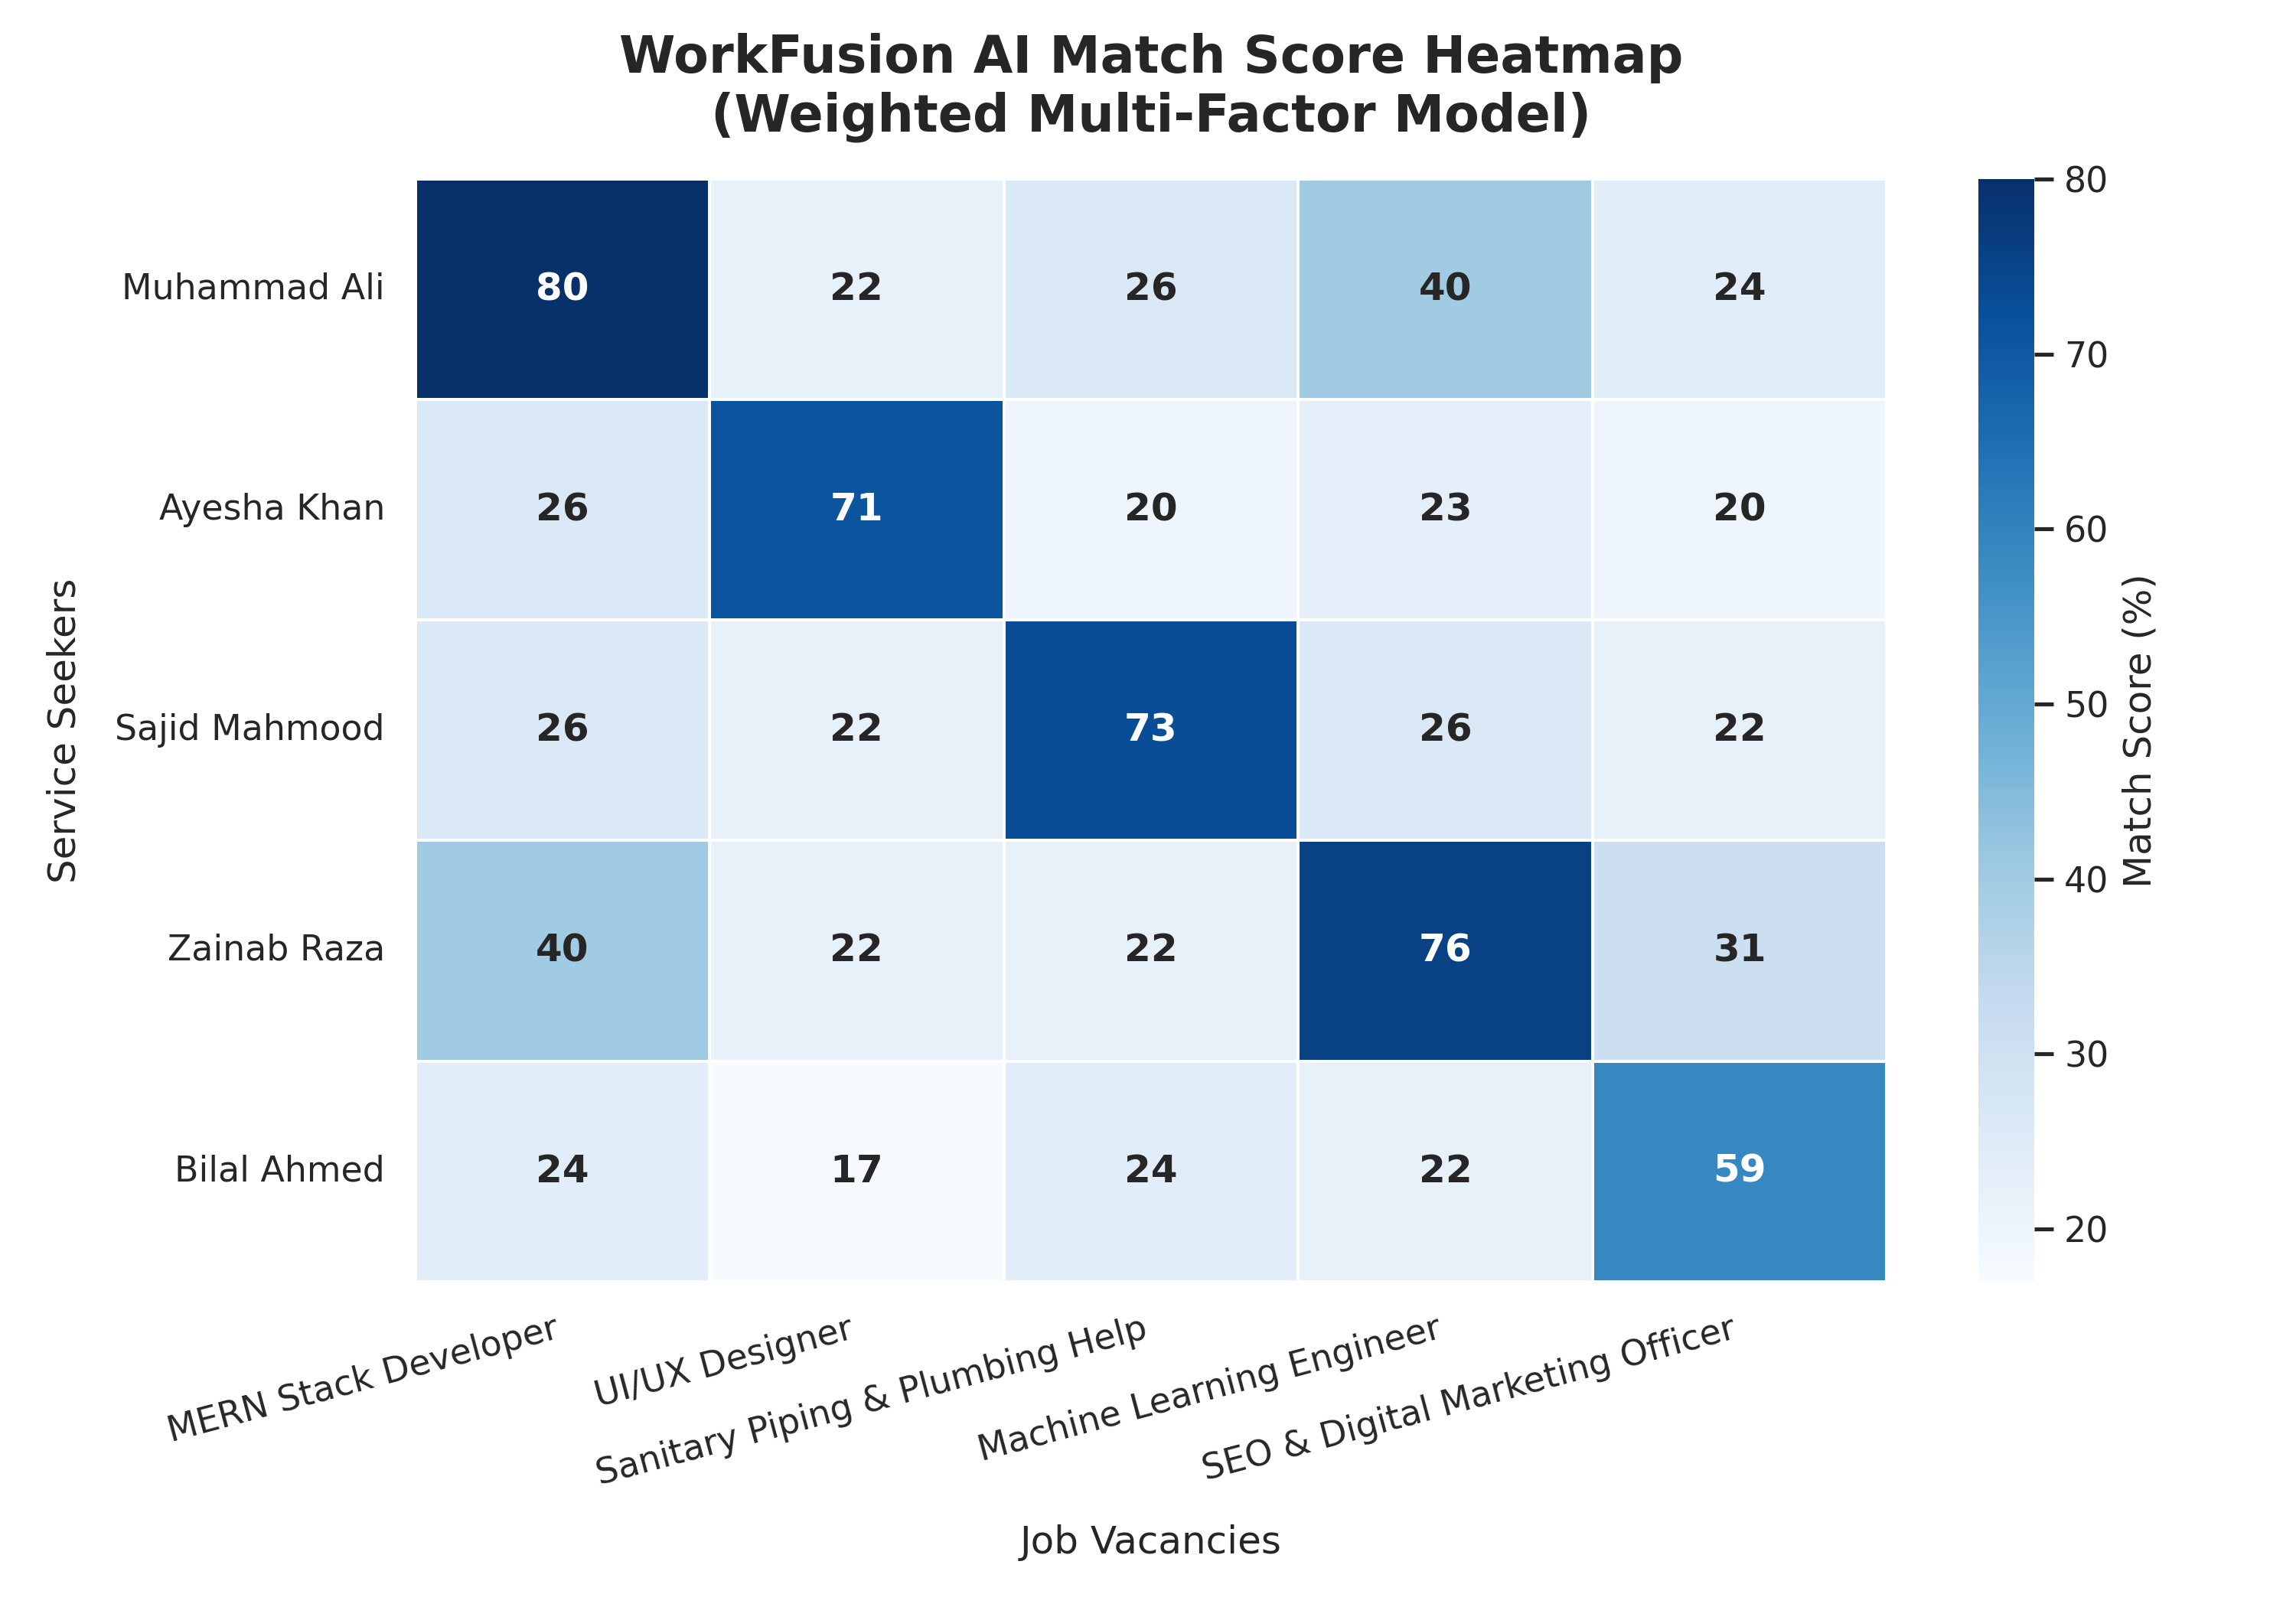 WorkFusion AI Match Score Heatmap
(Weighted Multi-Factor Model)
Service Seekers
Muhammad Ali 80 22 26 40 24
Ayesha Khan 26 71 20 23 20
Sajid Mahmood 26 22 73 26 22
Zainab Raza 40 22 22 76 31
Bilal Ahmed 24 17 24 22 59
MERN Stack Developer
UI/UX Designer
Sanitary Piping & Plumbing Help
Machine Learning Engineer
SEO & Digital Marketing Officer
Job Vacancies
80
70
60
50
40
30
20
Match Score (%)